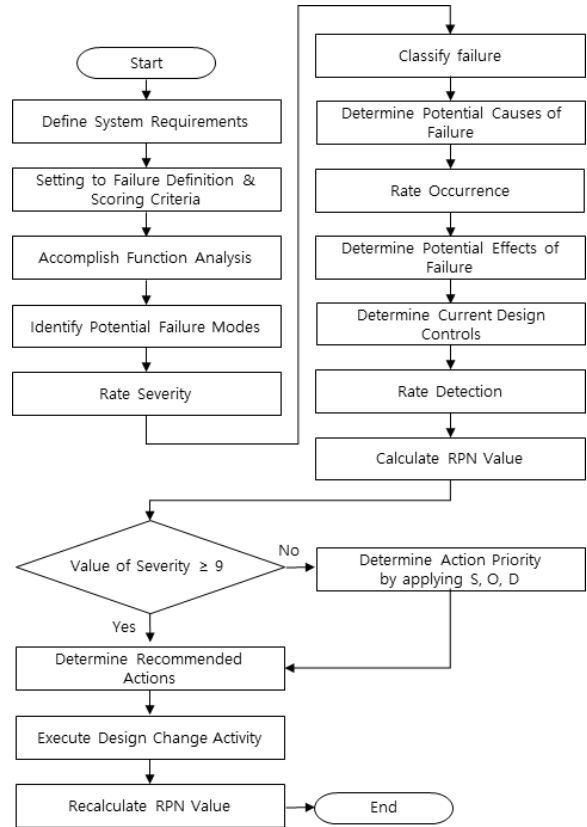 Start
Define System Requirements
Setting to Failure Definition &
Scoring Criteria
Accomplish Function Analysis
Identify Potential Failure Modes
Rate Severity
Classify failure
Determine Potential Causes of
Failure
Rate Occurrence
Determine Potential Effects of
Failure
Determine Current Design
Controls
Rate Detection
Calculate RPN Value
Value of Severity ≥ 9
No
Determine Action Priority
by applying S, O, D
Yes
Determine Recommended
Actions
Execute Design Change Activity
Recalculate RPN Value
End